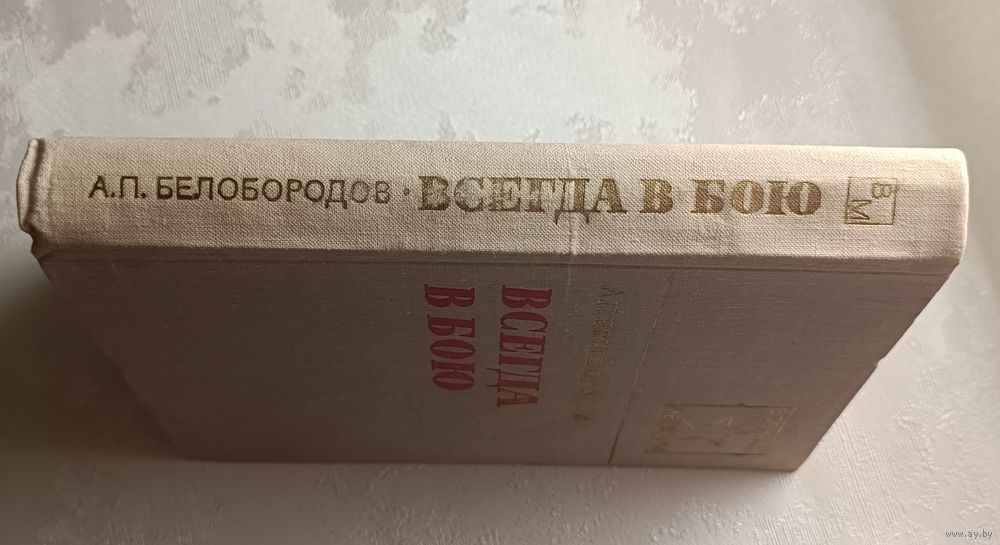 А.П. БЕЛОБОРОДОВ · ВСЕГДА В БОЮ
ВМ
ВСЕГДА
В БОЮ
www.ay.by